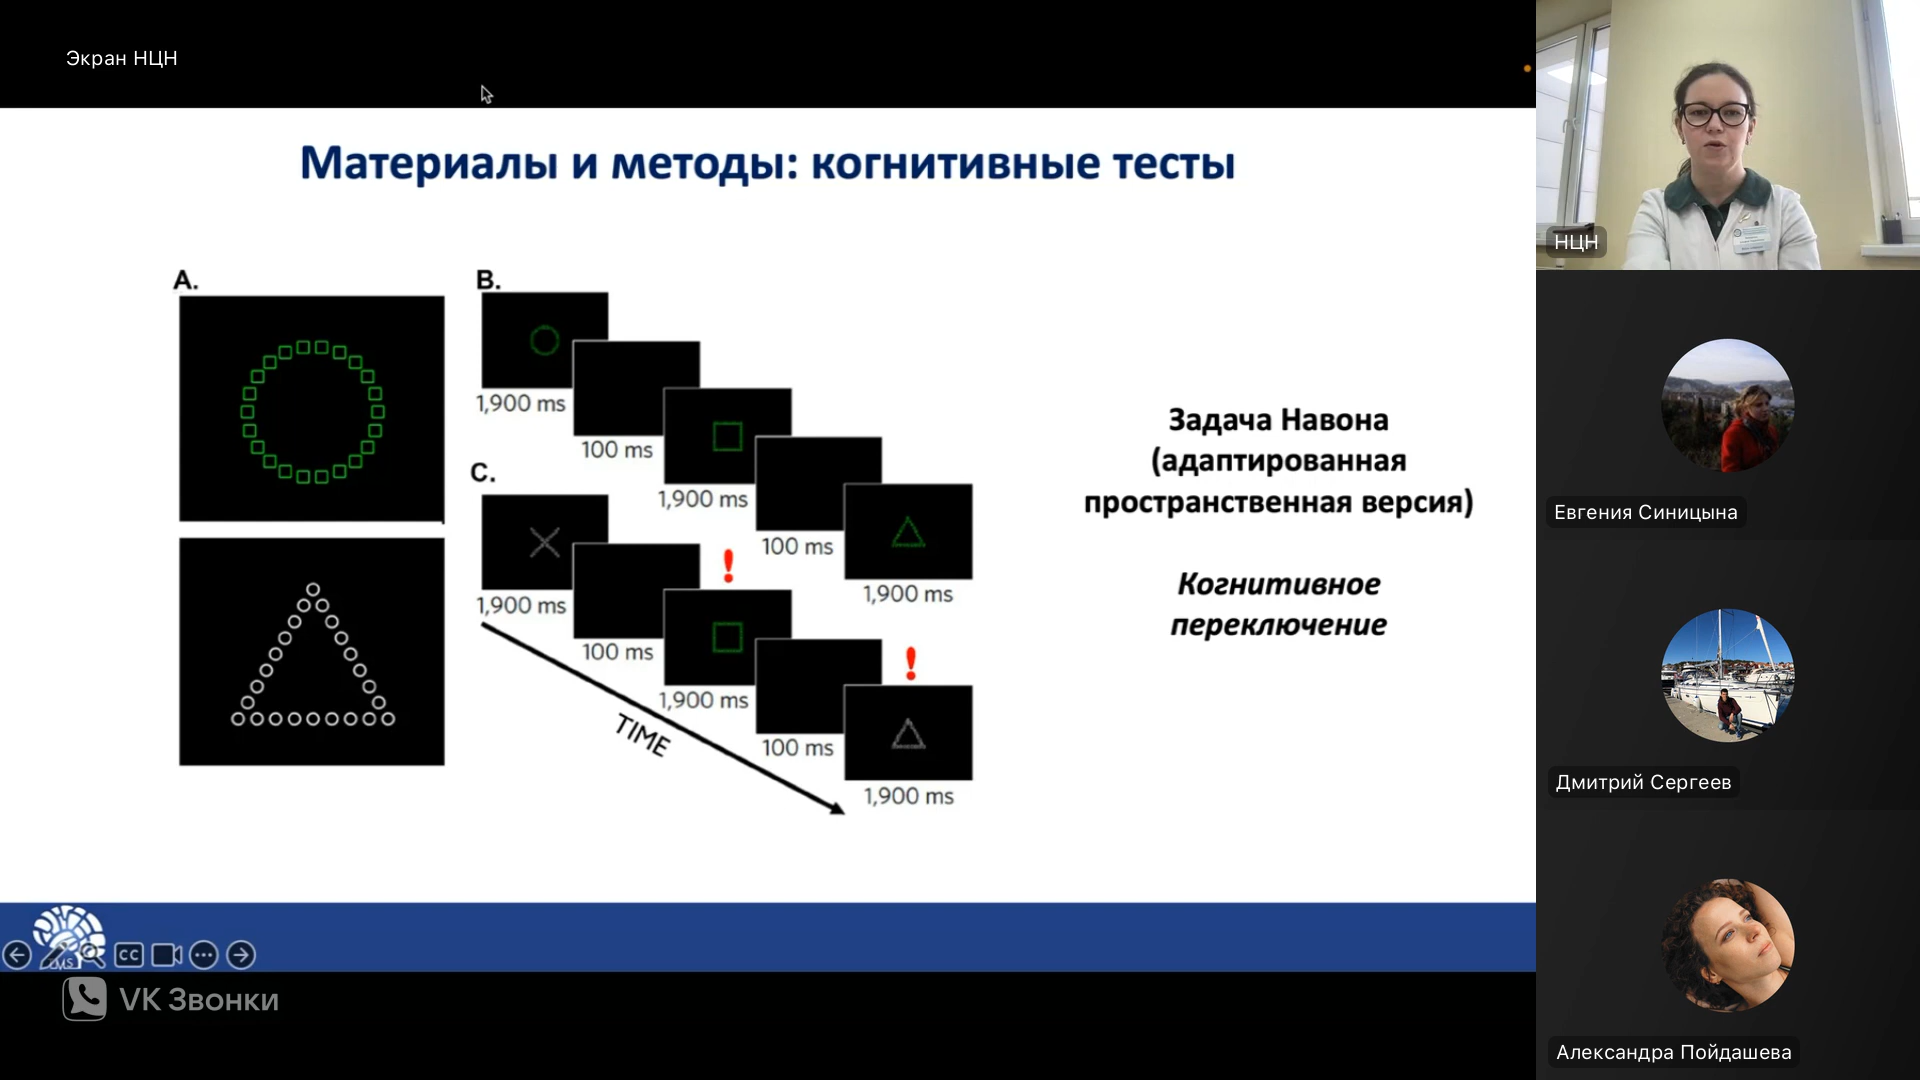 Экран НЦН
Материалы и методы: когнитивные тесты
A.
B.
1,900 ms
100 ms
1,900 ms
100 ms
1,900 ms
C.
1,900 ms
100 ms
1,900 ms
100 ms
1,900 ms
!
!
TIME
Задача Навона
(адаптированная
пространственная версия)
Когнитивное
переключение
CC
VK Звонки
НЦН
Евгения Синицына
Дмитрий Сергеев
Александра Пойдашева